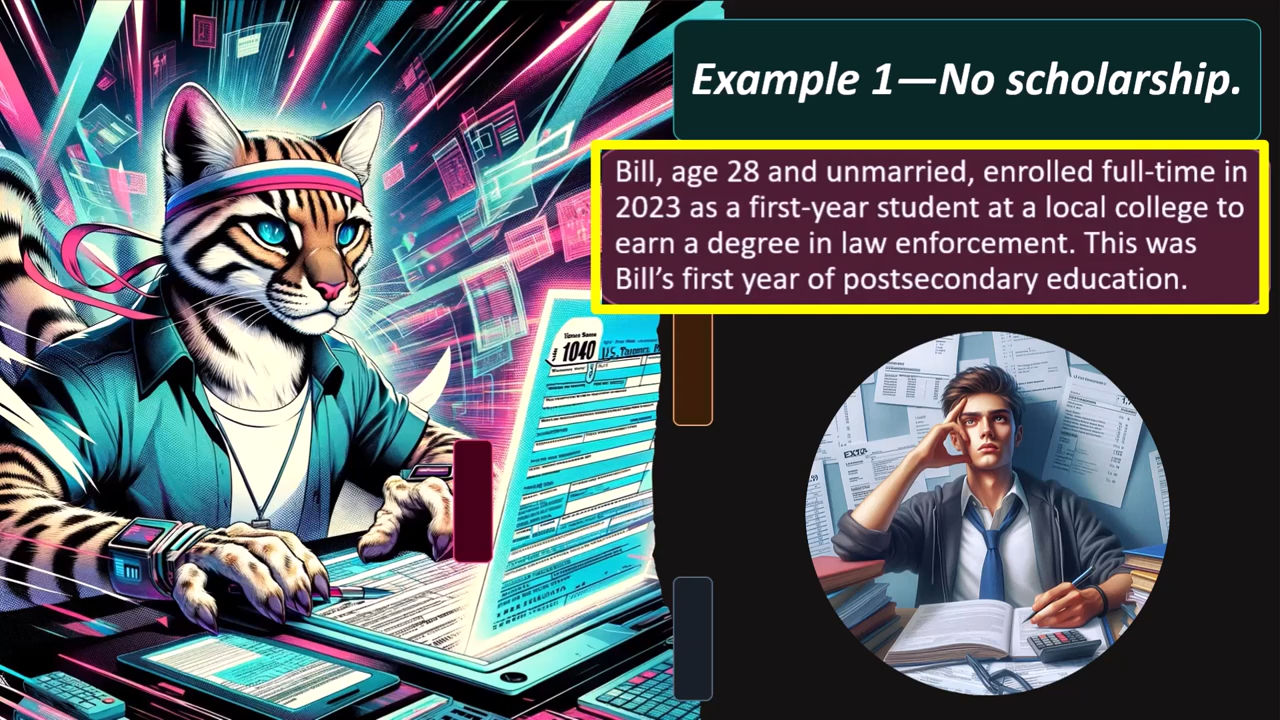 Example 1—No scholarship.
Bill, age 28 and unmarried, enrolled full-time in
2023 as a first-year student at a local college to
earn a degree in law enforcement. This was
Bill's first year of postsecondary education.
1040